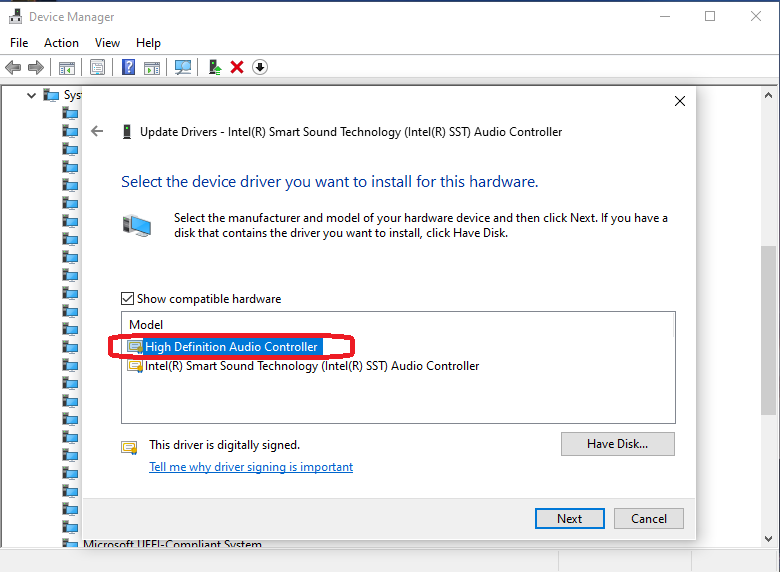 Device Manager
File Action View Help
Sys
Update Drivers - Intel(R) Smart Sound Technology (Intel(R) SST) Audio Controller
Select the device driver you want to install for this hardware.
Select the manufacturer and model of your hardware device and then click Next. If you have a
disk that contains the driver you want to install, click Have Disk.
Show compatible hardware
Model
High Definition Audio Controller
Intel(R) Smart Sound Technology (Intel(R) SST) Audio Controller
This driver is digitally signed.
Have Disk...
Tell me why driver signing is important
Next Cancel
Microsoft UEFI-Compliant System